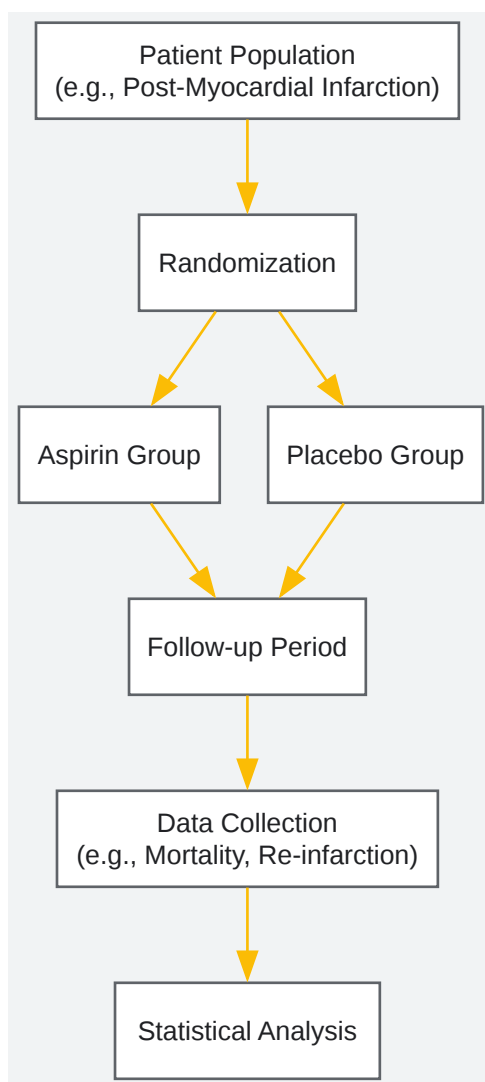 Patient Population
(e.g., Post-Myocardial Infarction)
Randomization
Aspirin Group
Placebo Group
Follow-up Period
Data Collection
(e.g., Mortality, Re-infarction)
Statistical Analysis